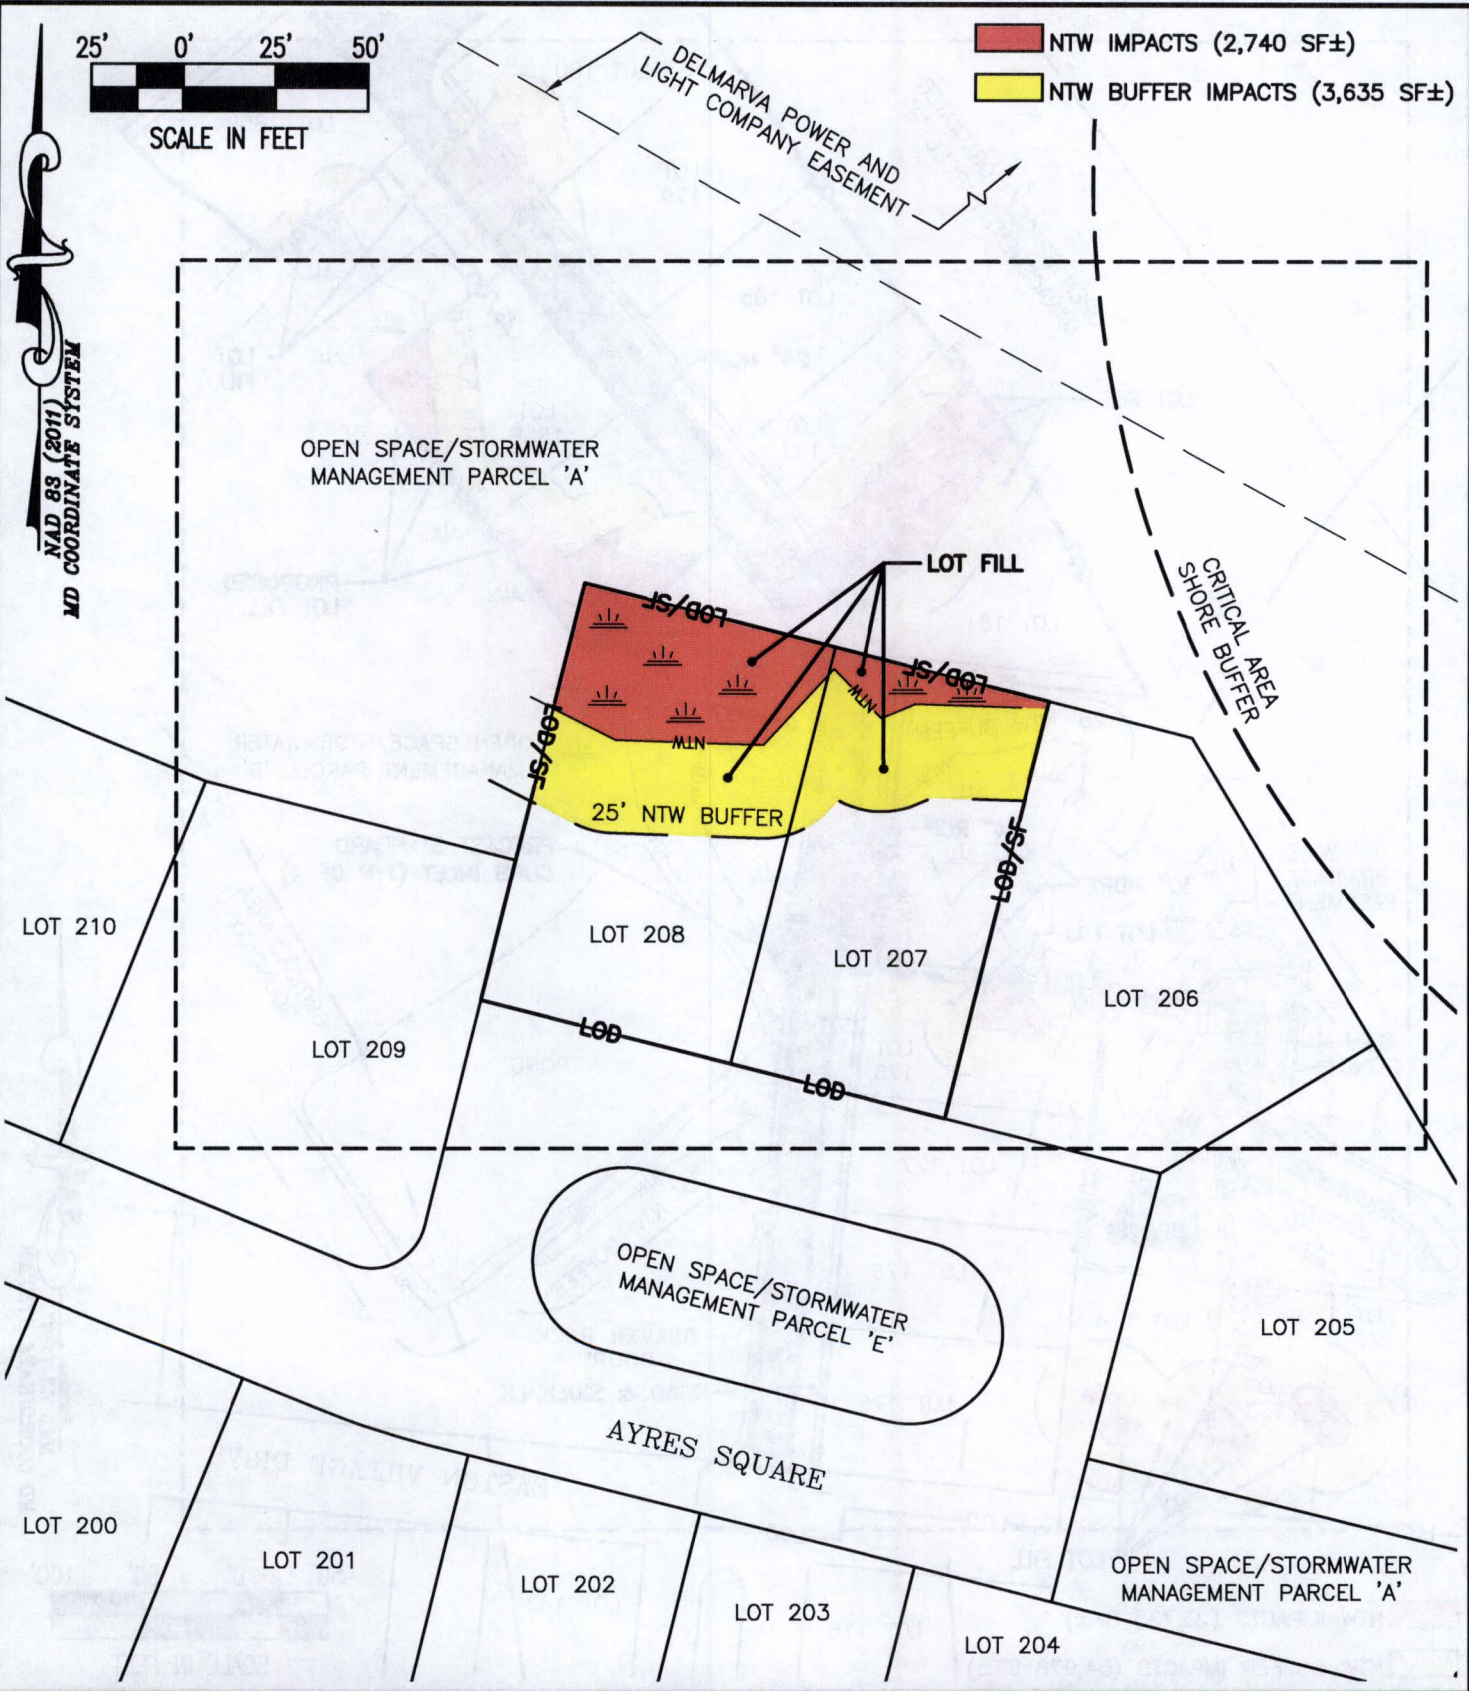 25' 0' 25' 50'
SCALE IN FEET
NTW IMPACTS (2,740 SF±)
NTW BUFFER IMPACTS (3,635 SF±)
DELMARVA POWER AND
LIGHT COMPANY EASEMENT
NAD 83 (2011)
MD COORDINATE SYSTEM
OPEN SPACE/STORMWATER
MANAGEMENT PARCEL 'A'
LOT FILL
CRITICAL AREA
SHORE BUFFER
LOD/SF
LOD/SF
NTW
NTW
LOD/SF
25' NTW BUFFER
LOD/SF
LOT 210
LOT 208
LOT 207
LOT 206
LOT 209
LOD
LOD
OPEN SPACE/STORMWATER
MANAGEMENT PARCEL 'E'
LOT 205
AYRES SQUARE
LOT 200
LOT 201
LOT 202
LOT 203
LOT 204
OPEN SPACE/STORMWATER
MANAGEMENT PARCEL 'A'